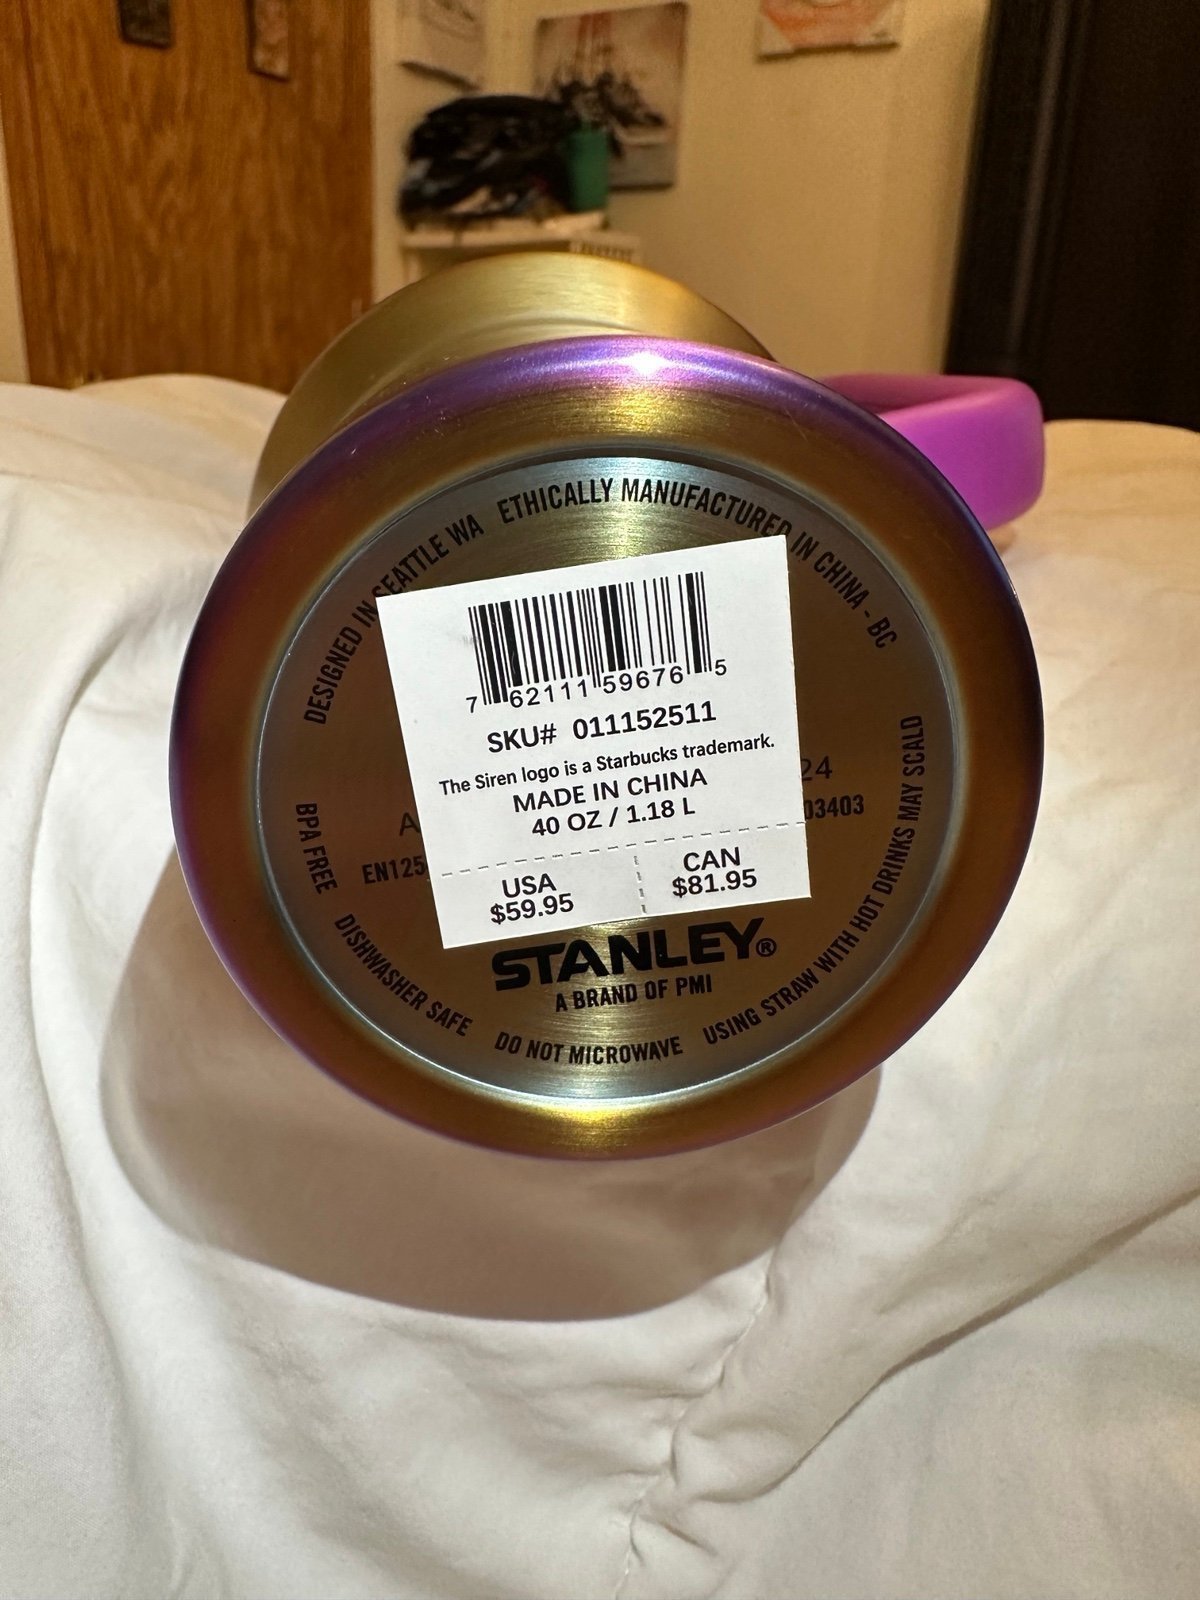 DESIGNED IN SEATTLE WA
ETHICALLY MANUFACTURED IN CHINA - BC
7 62111 59676 5
SKU# 011152511
The Siren logo is a Starbucks trademark.
MADE IN CHINA
40 OZ / 1.18 L
USA
$59.95
CAN
$81.95
24
03403
A
EN125
STANLEY®
A BRAND OF PMI
BPA FREE
DISHWASHER SAFE
DO NOT MICROWAVE
USING STRAW WITH HOT DRINKS MAY SCALD